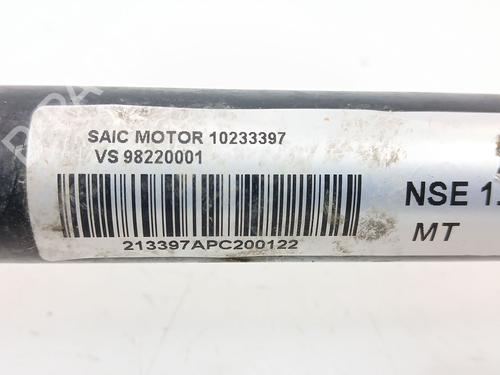 SAIC MOTOR 10233397
VS 98220001
213397APC200122
NSE 1.
MT